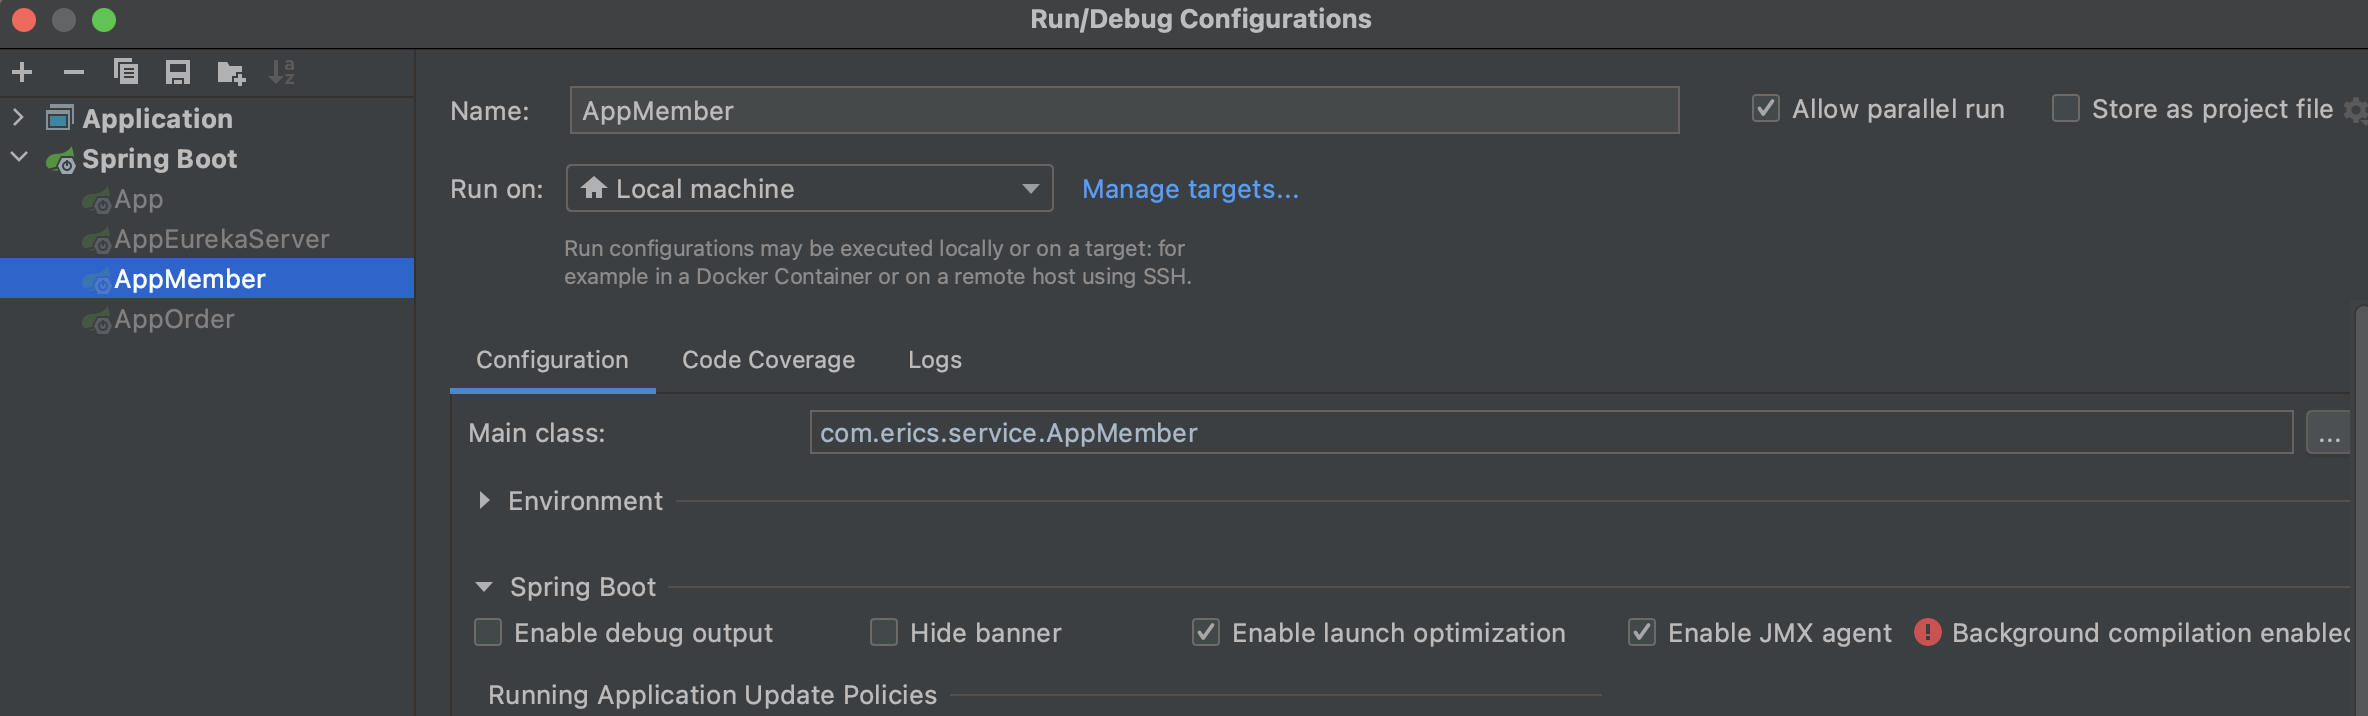 Run/Debug Configurations
Application
Spring Boot
App
AppEurekaServer
AppMember
AppOrder
Name: AppMember
Allow parallel run Store as project file
Run on: Local machine Manage targets...
Run configurations may be executed locally or on a target: for
example in a Docker Container or on a remote host using SSH.
Configuration Code Coverage Logs
Main class: com.erics.service.AppMember ...
Environment
Spring Boot
Enable debug output Hide banner Enable launch optimization Enable JMX agent Background compilation enabled
Running Application Update Policies